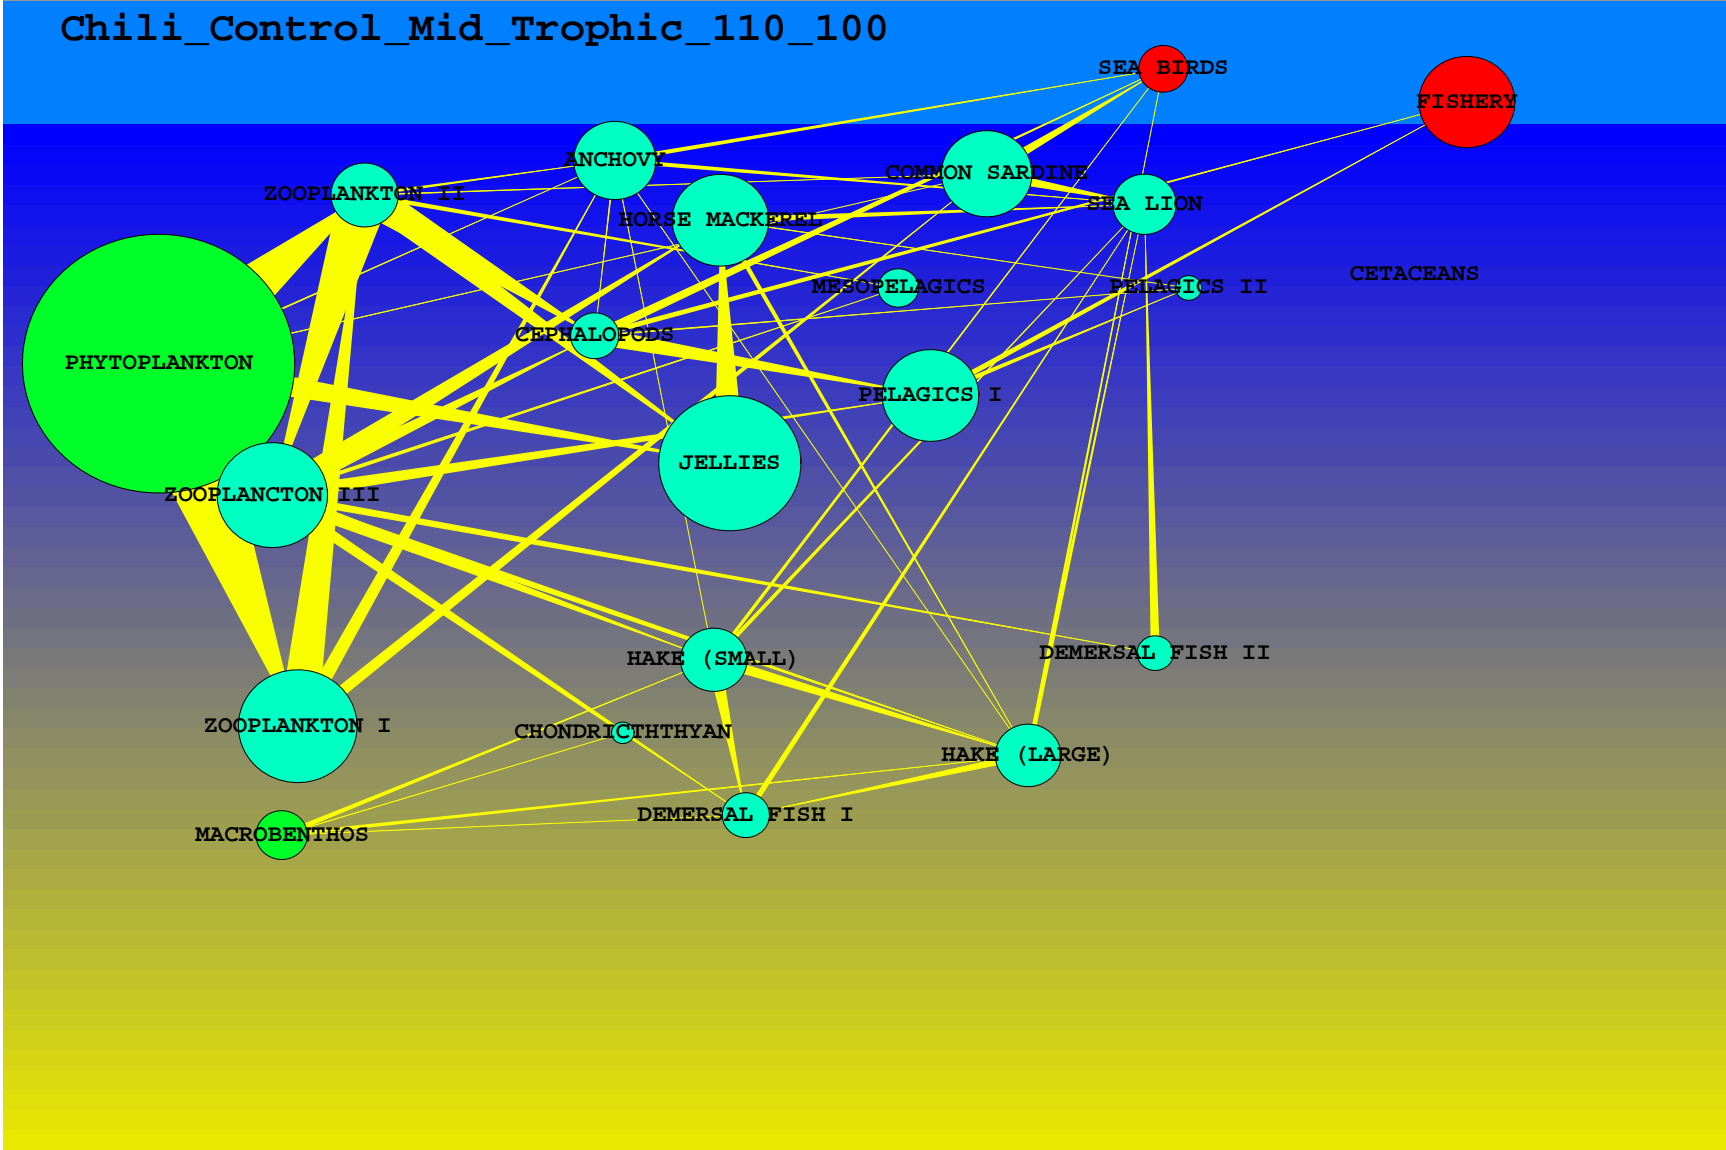 Chili_Control_Mid_Trophic_110_100
SEA BIRDS
FISHERY
ANCHOVY
COMMON SARDINE
ZOOPLANKTON II
SEA LION
HORSE MACKEREL
CETACEANS
MESOPELAGICS
PELAGICS II
CEPHALOPODS
PHYTOPLANKTON
PELAGICS I
JELLIES
ZOOPLANCTON III
HAKE (SMALL)
DEMERSAL FISH II
ZOOPLANKTON I
CHONDRICTHTHYAN
HAKE (LARGE)
DEMERSAL FISH I
MACROBENTHOS